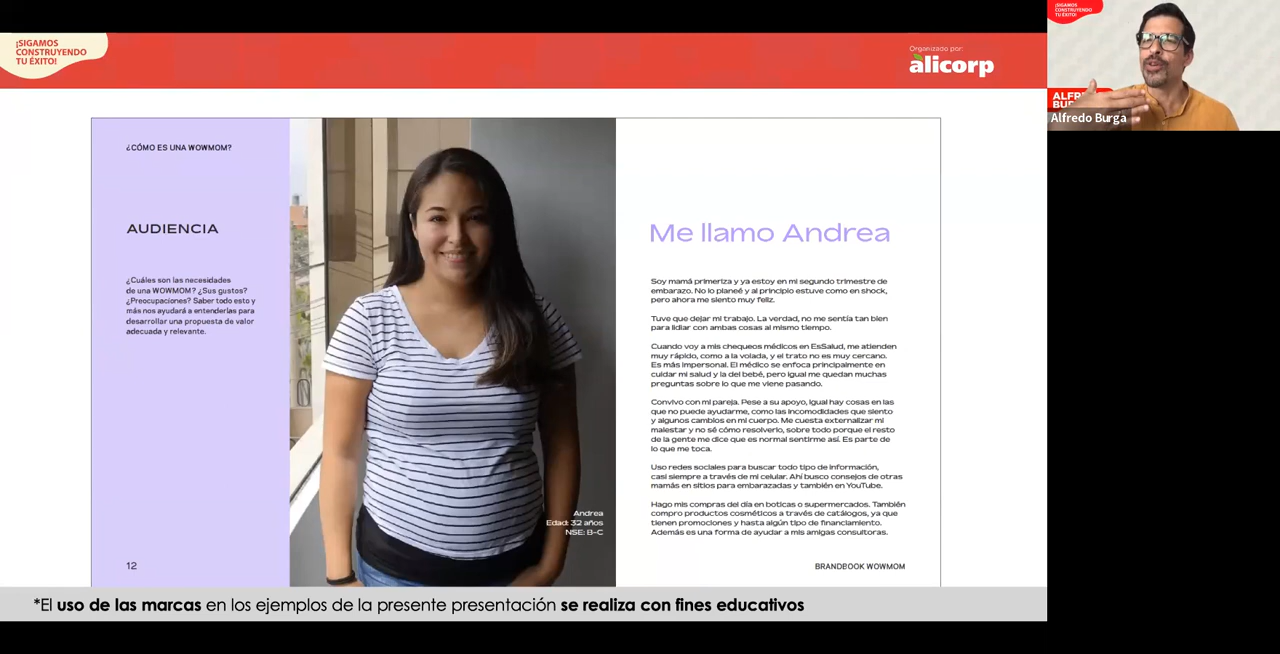 ¡SIGAMOS
CONSTRUYENDO
TU ÉXITO!
Organizado por:
alicorp
¿CÓMO ES UNA WOWMOM?
AUDIENCIA
¿Cuáles son las necesidades
de una WOWMOM? ¿Sus gustos?
¿Preocupaciones? Saber todo esto y
más nos ayudará a entenderlas para
desarrollar una propuesta de valor
adecuada y relevante.
12
Andrea
Edad: 32 años
NSE: B-C
Me llamo Andrea
Soy mamá primeriza y ya estoy en mi segundo trimestre de
embarazo. No lo planeé y al principio estuve como en shock,
pero ahora me siento muy feliz.
Tuve que dejar mi trabajo. La verdad, no me sentía tan bien
para lidiar con ambas cosas al mismo tiempo.
Cuando voy a mis chequeos médicos en EsSalud, me atienden
muy rápido, como a la volada, y el trato no es muy cercano.
Es más impersonal. El médico se enfoca principalmente en
cuidar mi salud y la del bebé, pero igual me quedan muchas
preguntas sobre lo que me viene pasando.
Convivo con mi pareja. Pese a su apoyo, igual hay cosas en las
que no puede ayudarme, como las incomodidades que siento
y algunos cambios en mi cuerpo. Me cuesta externalizar mi
malestar y no sé cómo resolverlo, sobre todo porque el resto
de la gente me dice que es normal sentirme así. Es parte de
lo que me toca.
Uso redes sociales para buscar todo tipo de información,
casi siempre a través de mi celular. Ahí busco consejos de otras
mamás en sitios para embarazadas y también en YouTube.
Hago mis compras del día en boticas o supermercados. También
compro productos cosméticos a través de catálogos, ya que
tienen promociones y hasta algún tipo de financiamiento.
Además es una forma de ayudar a mis amigas consultoras.
BRANDBOOK WOWMOM
*El uso de las marcas en los ejemplos de la presente presentación se realiza con fines educativos
¡SIGAMOS
CONSTRUYENDO
TU ÉXITO!
Alfredo Burga